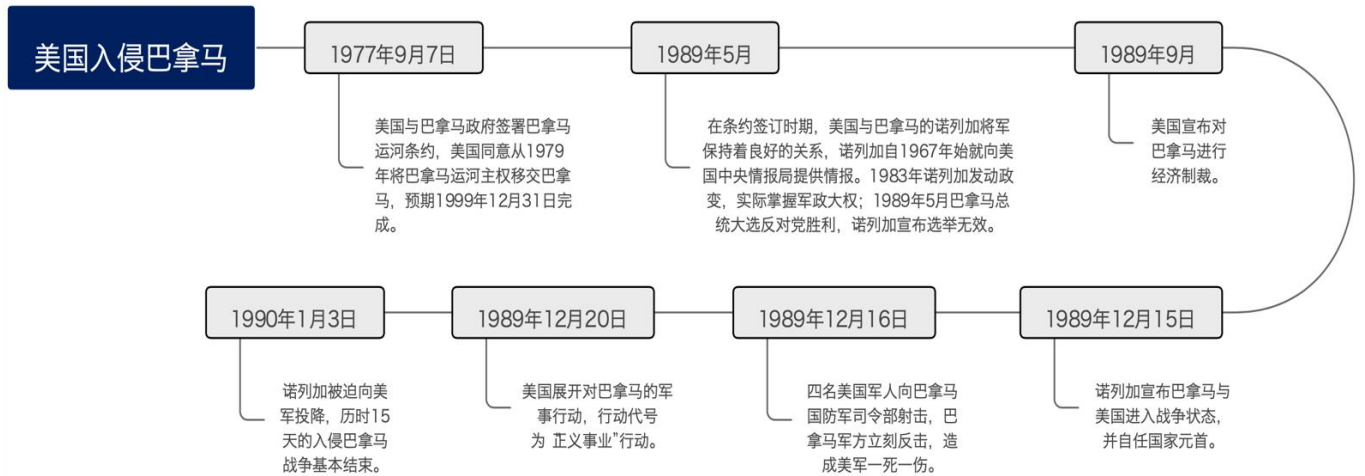 美国入侵巴拿马
1977年9月7日
美国与巴拿马政府签署巴拿马
运河条约，美国同意从1979
年将巴拿马运河主权移交巴拿
马，预期1999年12月31日完
成。
1989年5月
在条约签订时期，美国与巴拿马的诺列加将军
保持着良好的关系，诺列加自1967年始就向美
国中央情报局提供情报。1983年诺列加发动政
变，实际掌握军政大权；1989年5月巴拿马总
统大选反对党胜利，诺列加宣布选举无效。
1989年9月
美国宣布对
巴拿马进行
经济制裁。
1989年12月15日
诺列加宣布巴拿马与
美国进入战争状态，
并自任国家元首。
1989年12月16日
四名美国军人向巴拿马
国防军司令部射击，巴
拿马军方立刻反击，造
成美军一死一伤。
1989年12月20日
美国展开对巴拿马的军
事行动，行动代号
为 正义事业”行动。
1990年1月3日
诺列加被迫向美
军投降，历时15
天的入侵巴拿马
战争基本结束。